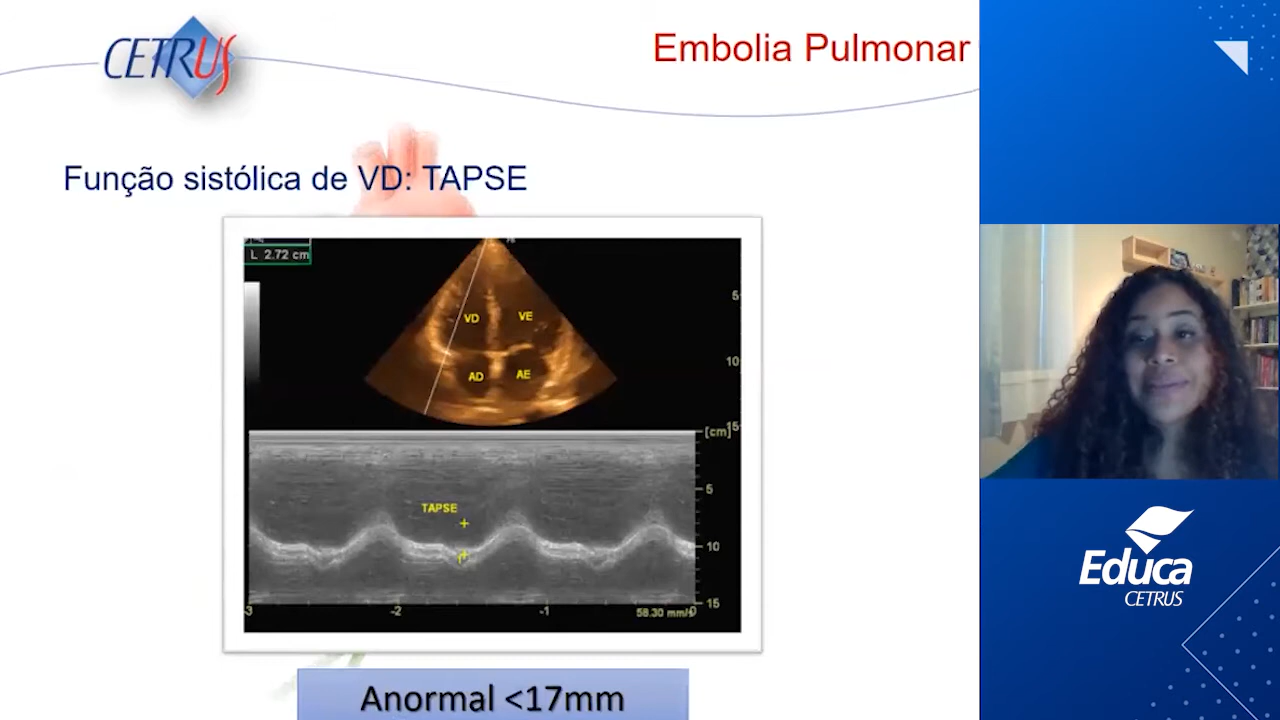 CETRUS
Embolia Pulmonar
Função sistólica de VD: TAPSE
L 2.72 cm
VD
VE
AD
AE
5
10
15
[cm]
TAPSE
5
10
15
-3
-2
-1
0
58.30 mm/s
Anormal <17mm
Educa
CETRUS